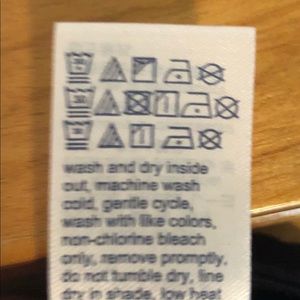 wash and dry inside
out, machine wash
cold, gentle cycle,
wash with like colors,
non-chlorine bleach
only, remove promptly,
do not tumble dry, line
dry in shade, low heat